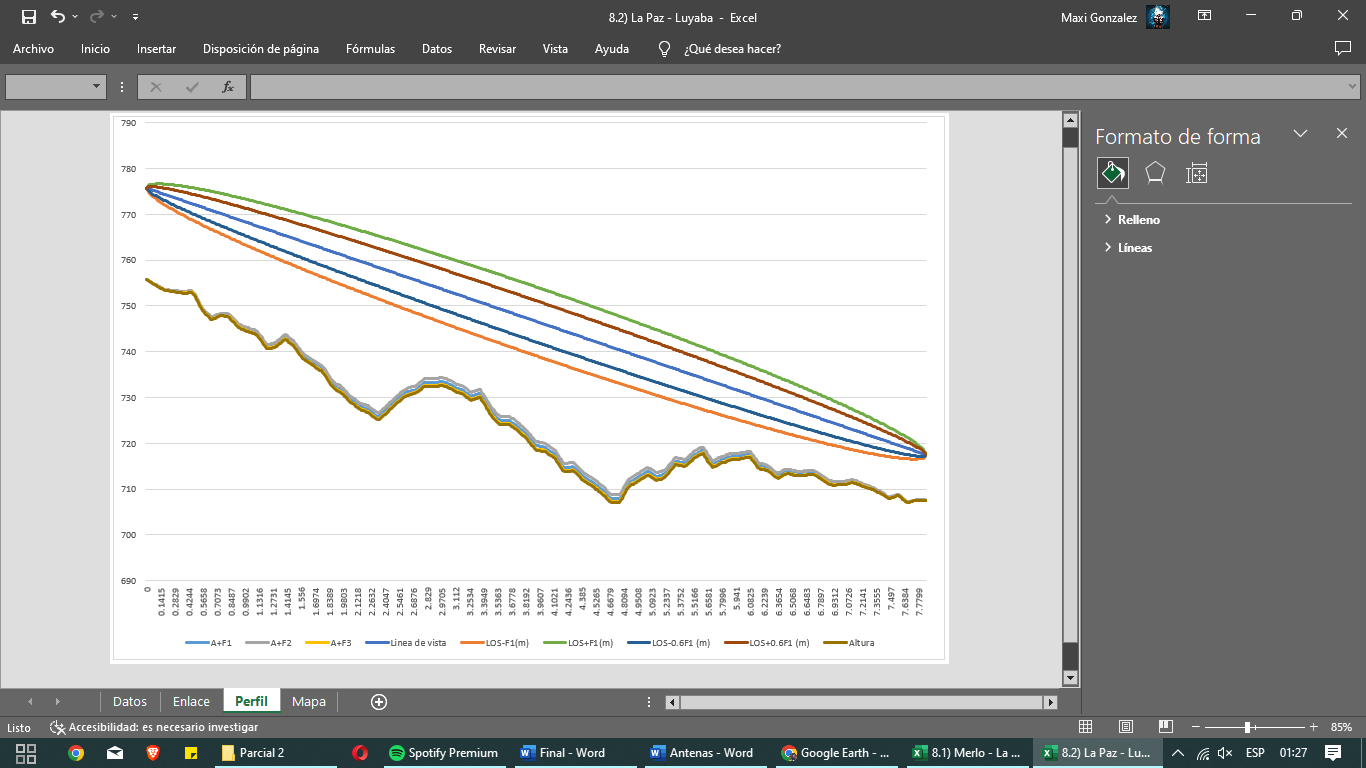 8.2) La Paz - Luyaba - Excel
Maxi Gonzalez
Archivo Inicio Insertar Disposición de página Fórmulas Datos Revisar Vista Ayuda ¿Qué desea hacer?
fx
Formato de forma
Relleno
Líneas
790
780
770
760
750
740
730
720
710
700
690
0 0.1415 0.2829 0.4244 0.5658 0.7073 0.8487 0.9902 1.1316 1.2731 1.4145 1.556 1.6974 1.8389 1.9803 2.1218 2.2632 2.4047 2.5461 2.6876 2.829 2.9705 3.112 3.2534 3.3949 3.5363 3.6778 3.8192 3.9607 4.1021 4.2436 4.385 4.5265 4.6679 4.8094 4.9508 5.0923 5.2337 5.3752 5.5166 5.6581 5.7996 5.941 6.0825 6.2239 6.3654 6.5068 6.6483 6.7897 6.9312 7.0726 7.2141 7.3555 7.497 7.6384 7.7799
A+F1 A+F2 A+F3 Linea de vista LOS-F1(m) LOS+F1(m) LOS-0.6F1 (m) LOS+0.6F1 (m) Altura
Datos Enlace Perfil Mapa
Listo Accesibilidad: es necesario investigar 85%
Parcial 2 Spotify Premium Final - Word Antenas - Word Google Earth - ... 8.1) Merlo - La ... 8.2) La Paz - Lu... ESP 01:27